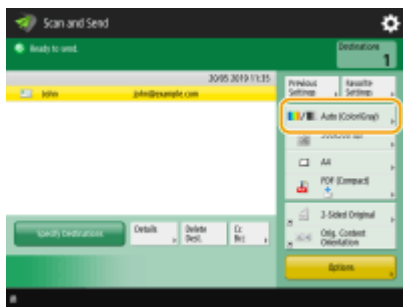 Scan and Send
Ready to send.
Destinations
1
20/05 2019 11:35
John
john@example.com
Previous
Settings
Favorite
Settings
Auto (Color/Gray)
A4
PDF (Compact)
2-Sided Original
Orig. Content
Orientation
Specify Destinations
Details
Delete
Dest.
Cc
Bcc
Options